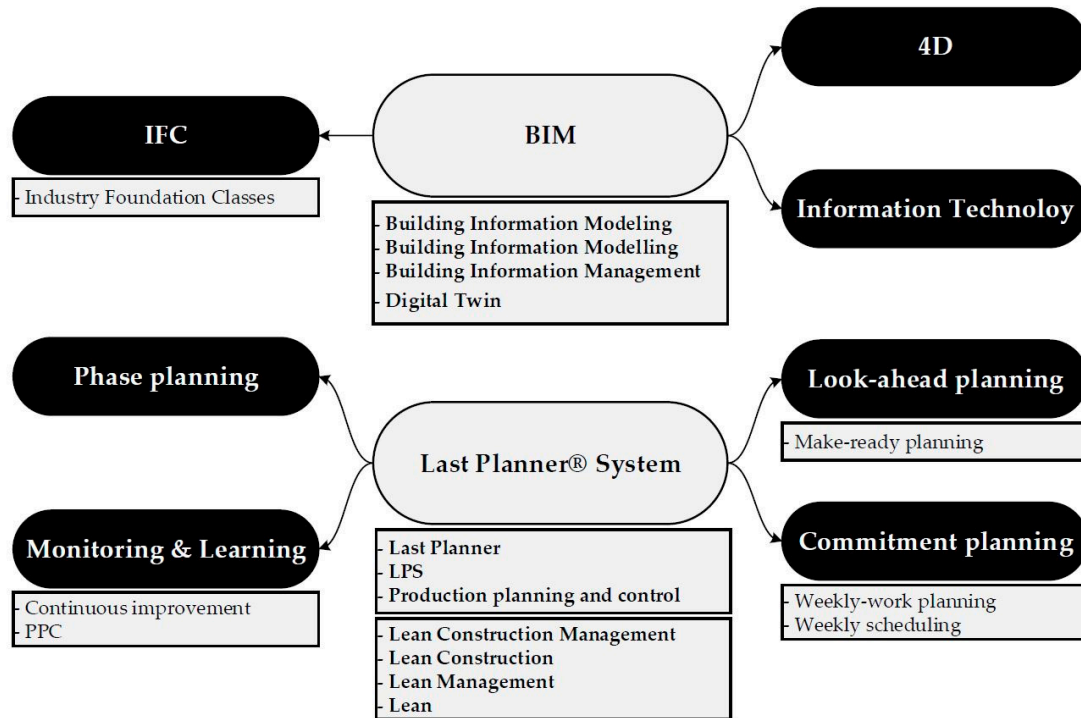 4D
IFC
BIM
- Industry Foundation Classes
Information Technoloy
- Building Information Modeling
- Building Information Modelling
- Building Information Management
- Digital Twin
Phase planning
Look-ahead planning
- Make-ready planning
Last Planner® System
Monitoring & Learning
- Continuous improvement
- PPC
Commitment planning
- Weekly-work planning
- Weekly scheduling
- Last Planner
- LPS
- Production planning and control
- Lean Construction Management
- Lean Construction
- Lean Management
- Lean